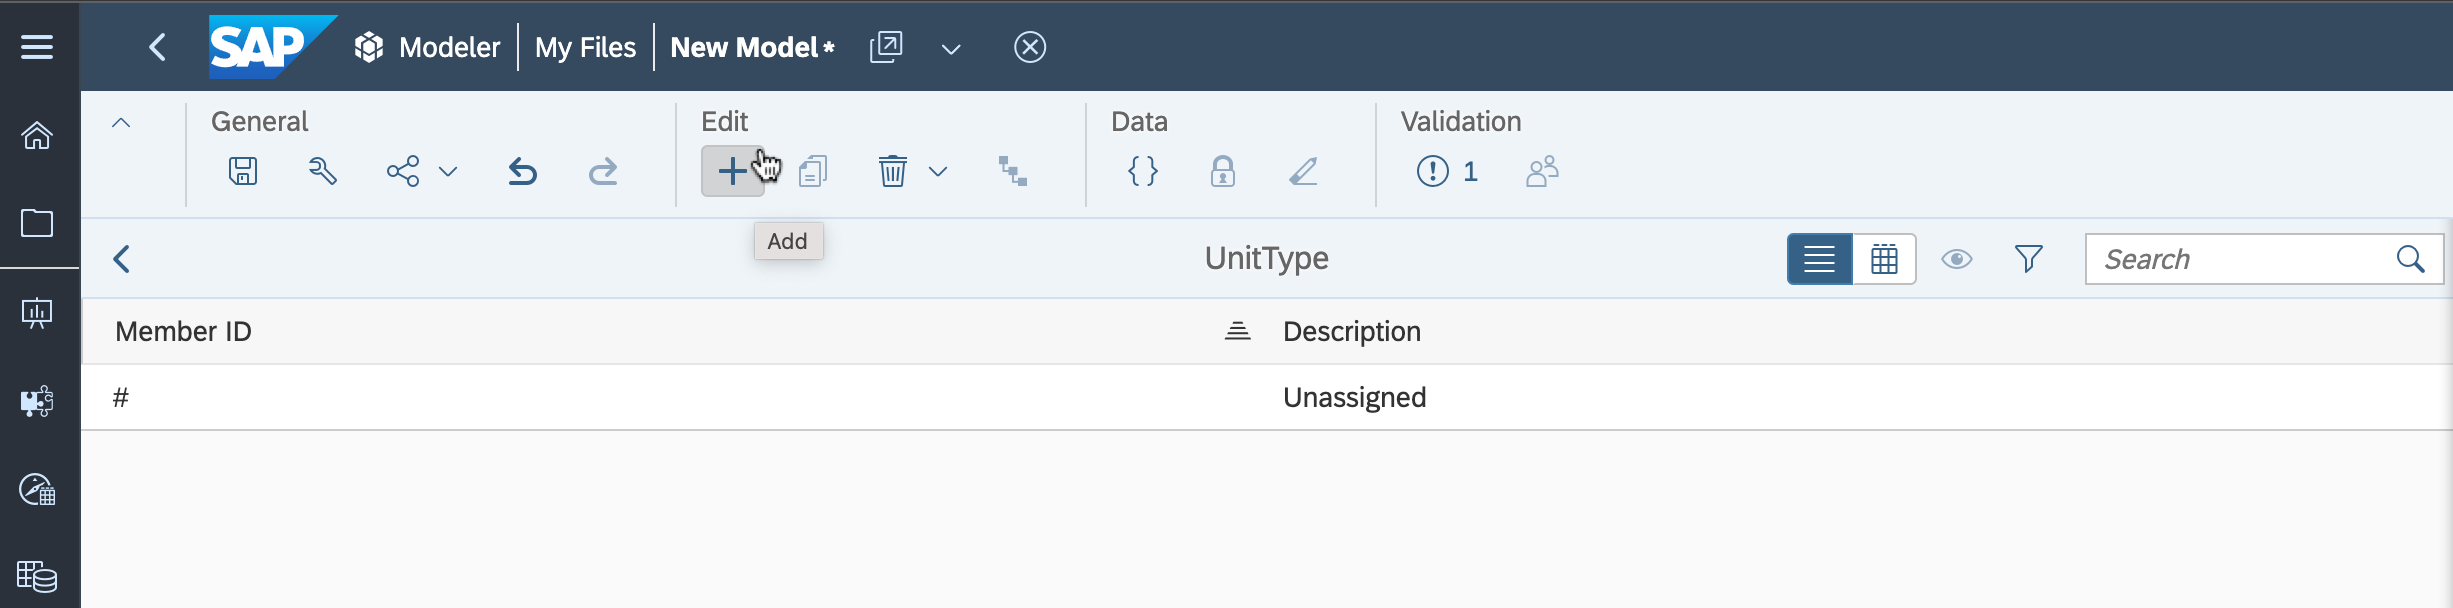 SAP Modeler My Files New Model*
General Edit Data Validation
1
Add
UnitType
Search
Member ID Description
# Unassigned